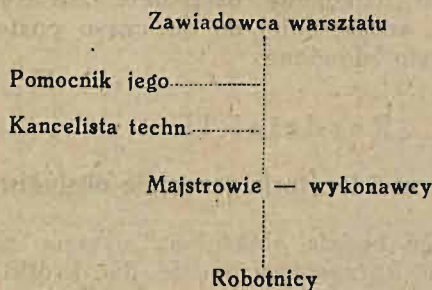 Zawiadowca warsztatu
Pomocnik jego
Kancelista techn.
Majstrowie — wykonawcy
Robotnicy